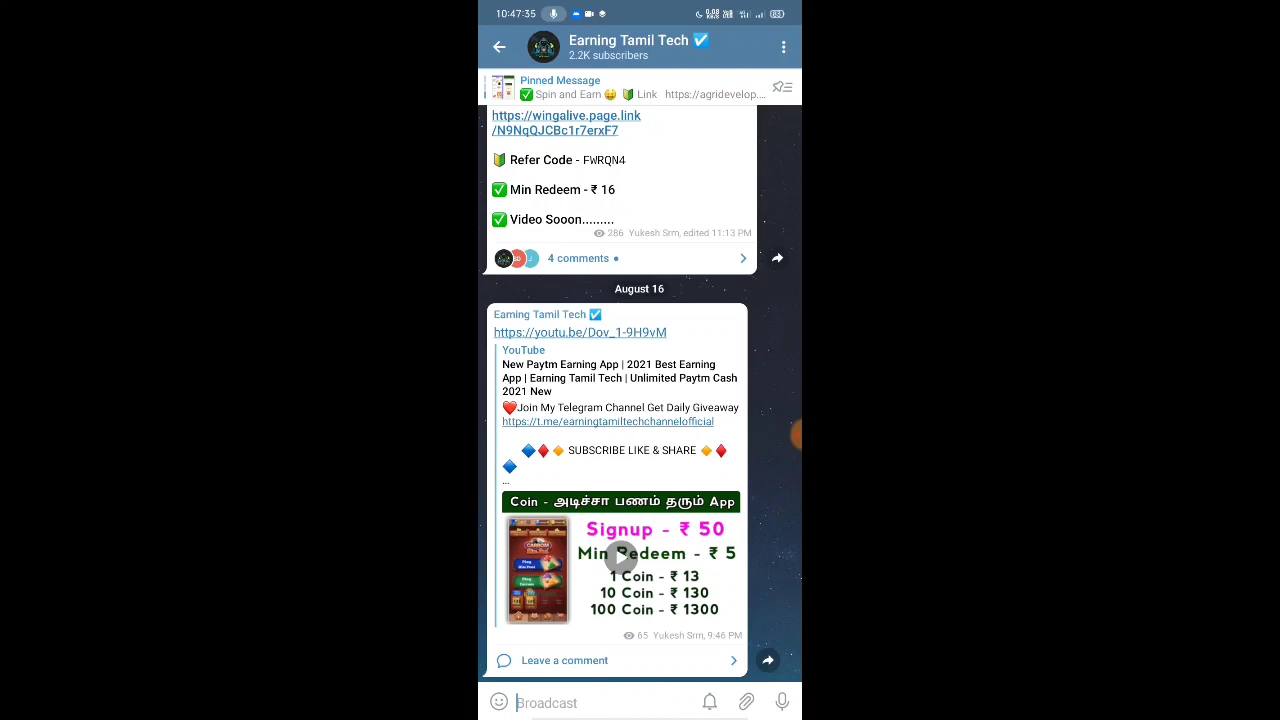 10:47:35
Earning Tamil Tech ☑
2.2K subscribers
Pinned Message
✅ Spin and Earn 😄 🔰 Link https://agridevelop....
https://wingalive.page.link
/N9NqQJCBc1r7erxF7
🔰 Refer Code - FWRQN4
✅ Min Redeem - ₹ 16
✅ Video Sooon.........
286 Yukesh Srm, edited 11:13 PM
4 comments
August 16
Earning Tamil Tech ☑
https://youtu.be/Dov_1-9H9vM
YouTube
New Paytm Earning App | 2021 Best Earning
App | Earning Tamil Tech | Unlimited Paytm Cash
2021 New
❤️Join My Telegram Channel Get Daily Giveaway
https://t.me/earningtamiltechchannelofficial
🔷♦️🔸 SUBSCRIBE LIKE & SHARE 🔸♦️
🔷
...
Coin - அடிச்சா பணம் தரும் App
Signup - ₹ 50
Min Redeem - ₹ 5
1 Coin - ₹ 13
10 Coin - ₹ 130
100 Coin - ₹ 1300
65 Yukesh Srm, 9:46 PM
Leave a comment
Broadcast